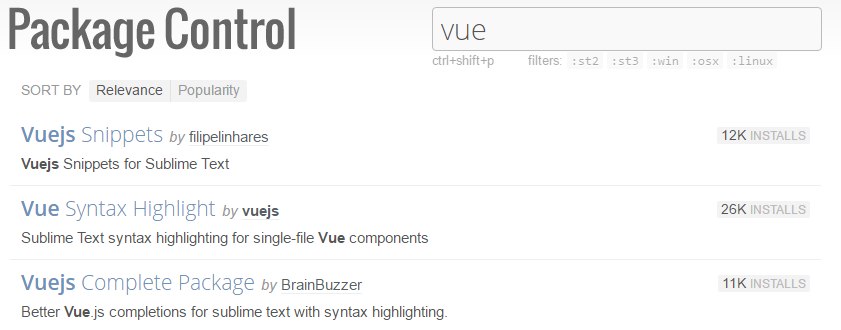 Package Control
vue
ctrl+shift+p filters: :st2 :st3 :win :osx :linux
SORT BY Relevance Popularity
Vuejs Snippets by filipelinhares 12K INSTALLS
Vuejs Snippets for Sublime Text
Vue Syntax Highlight by vuejs 26K INSTALLS
Sublime Text syntax highlighting for single-file Vue components
Vuejs Complete Package by BrainBuzzer 11K INSTALLS
Better Vue.js completions for sublime text with syntax highlighting.